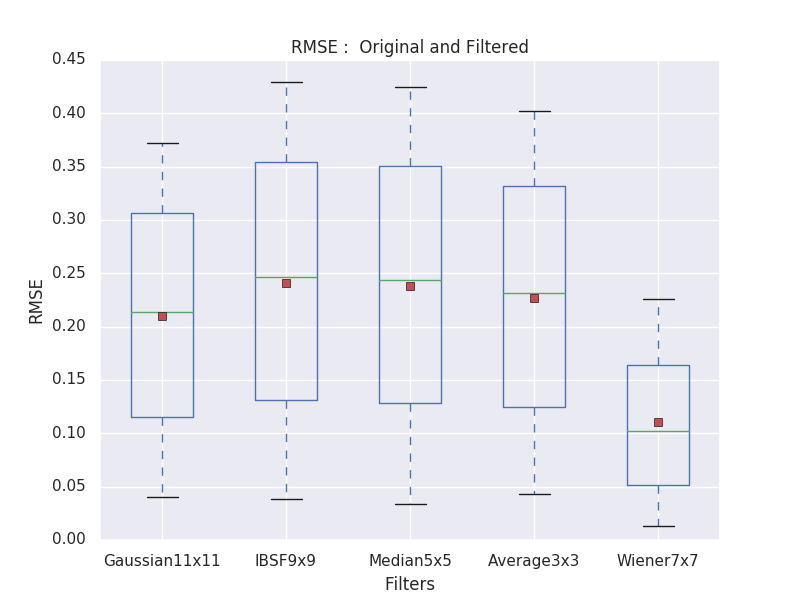 RMSE :  Original and Filtered
0.45
0.40
0.35
0.30
0.25
0.20
0.15
0.10
0.05
0.00
RMSE
Gaussian11x11 IBSF9x9 Median5x5 Average3x3 Wiener7x7
Filters